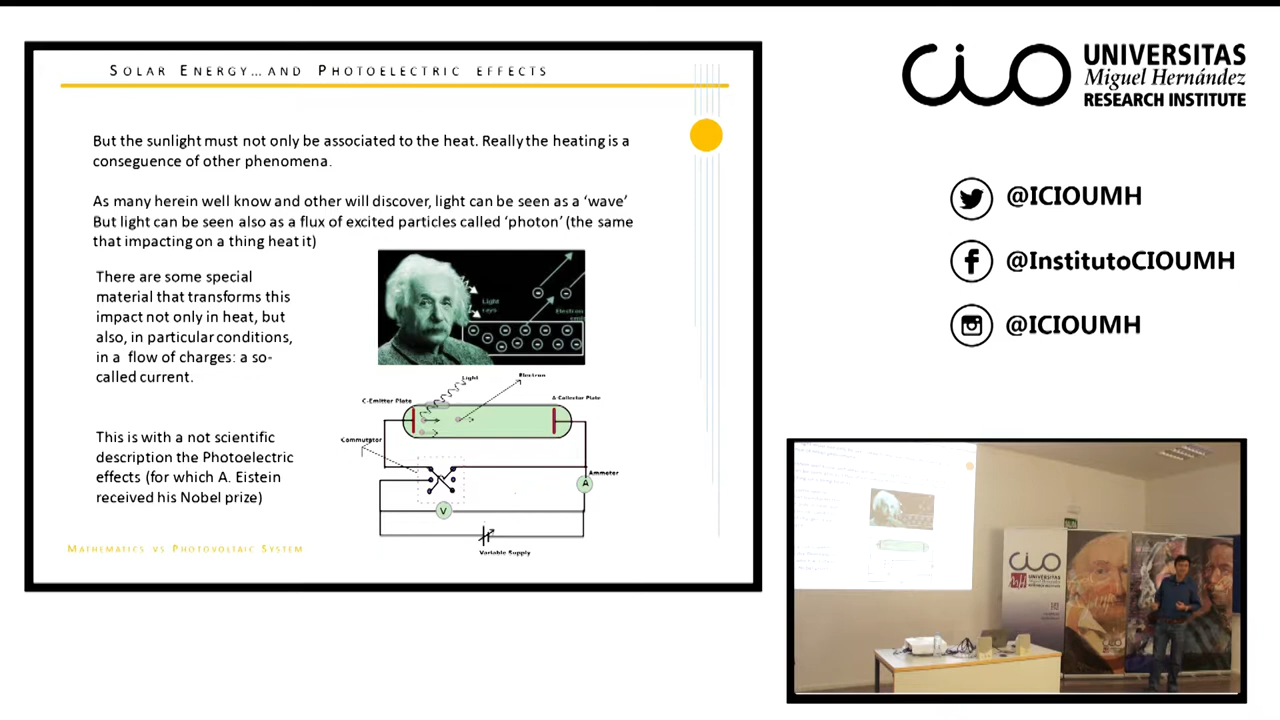 SOLAR ENERGY... AND PHOTOELECTRIC EFFECTS
But the sunlight must not only be associated to the heat. Really the heating is a
conseguence of other phenomena.
As many herein well know and other will discover, light can be seen as a ‘wave’
But light can be seen also as a flux of excited particles called ‘photon’ (the same
that impacting on a thing heat it)
There are some special
material that transforms this
impact not only in heat, but
also, in particular conditions,
in a flow of charges: a so-
called current.
Light
rays
Electron
Light
Electron
C-Emitter Plate
A-Collector Plate
Commutator
Ammeter
A
V
Variable Supply
This is with a not scientific
description the Photoelectric
effects (for which A. Eistein
received his Nobel prize)
MATHEMATICS VS PHOTOVOLTAIC SYSTEM
cio
UNIVERSITAS
Miguel Hernández
RESEARCH INSTITUTE
@ICIOUMH
@InstitutoCIOUMH
@ICIOUMH
cio
UNIVERSITAS